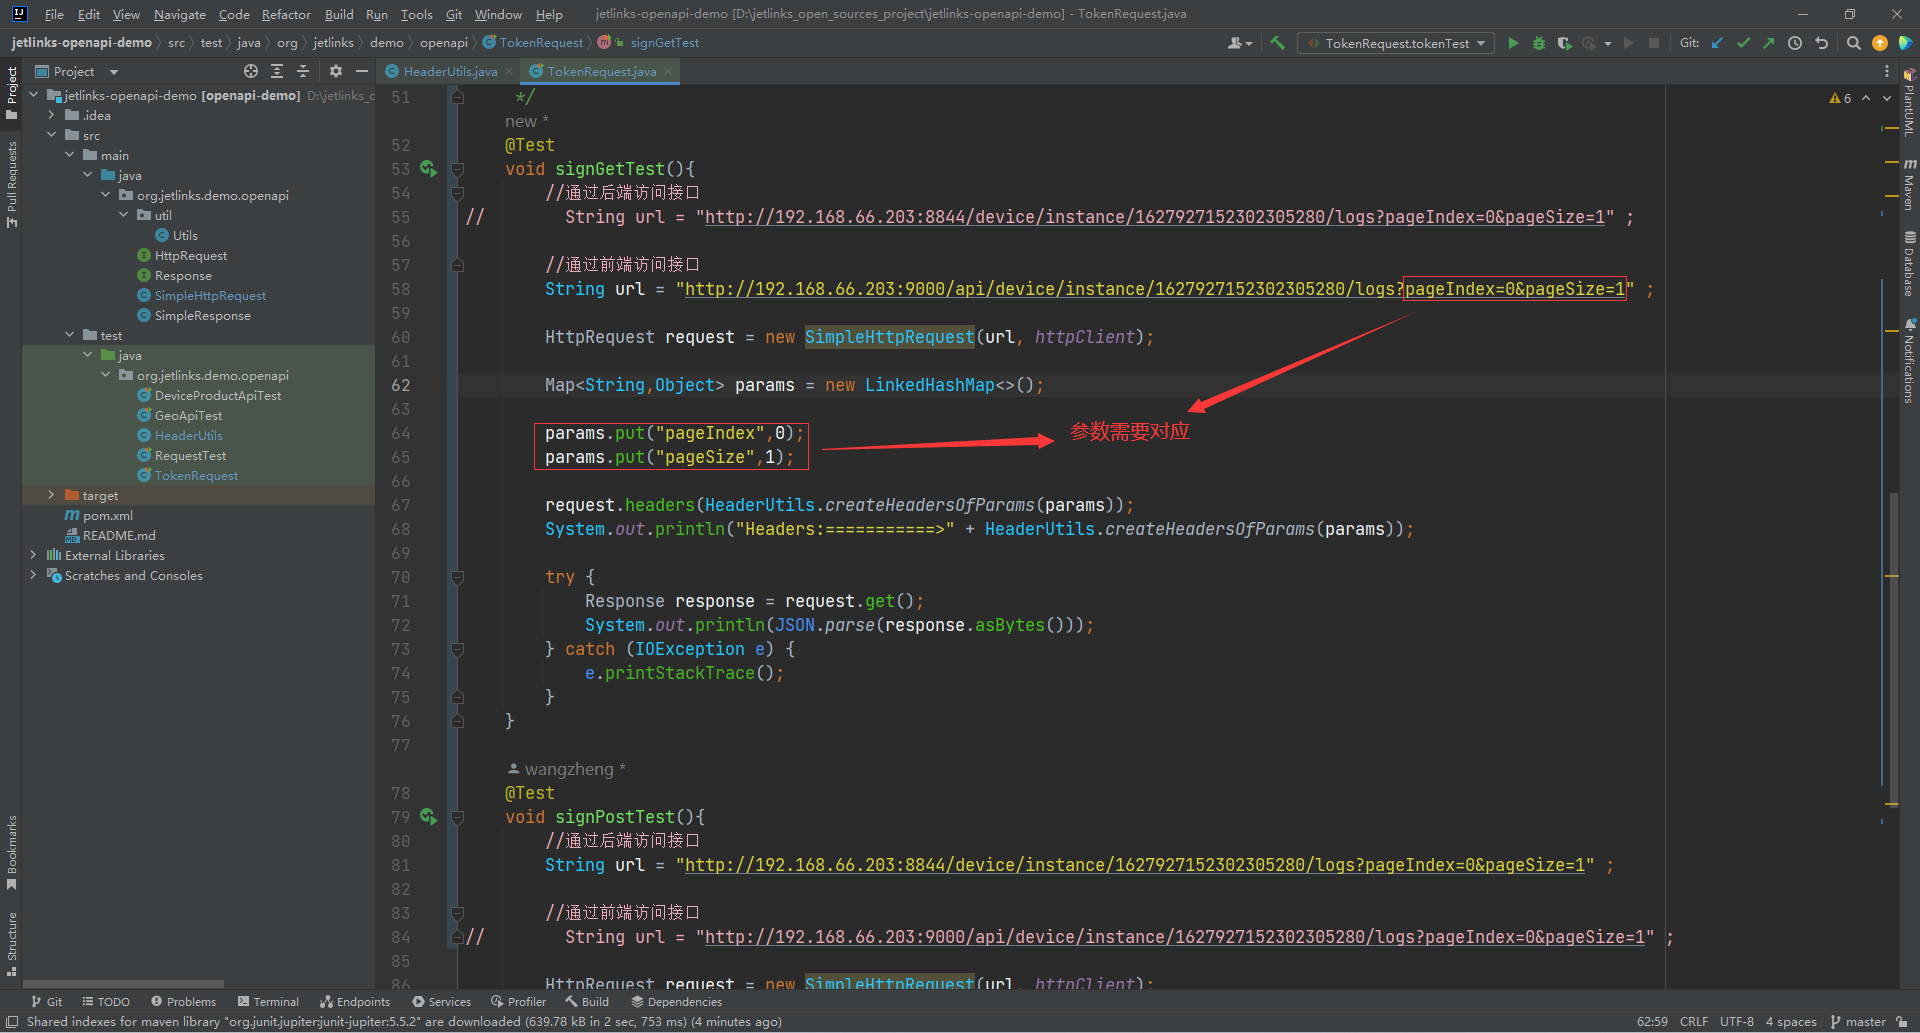 File Edit View Navigate Code Refactor Build Run Tools Git Window Help jetlinks-openapi-demo [D:\jetlinks_open_sources_project\jetlinks-openapi-demo] - TokenRequest.java
jetlinks-openapi-demo src test java org jetlinks demo openapi TokenRequest signGetTest TokenRequest.tokenTest Git:
Project
HeaderUtils.java
TokenRequest.java
Project
Pull Requests
Bookmarks
Structure
jetlinks-openapi-demo [openapi-demo] D:\jetlinks_o
.idea
src
main
java
org.jetlinks.demo.openapi
util
Utils
HttpRequest
Response
SimpleHttpRequest
SimpleResponse
test
java
org.jetlinks.demo.openapi
DeviceProductApiTest
GeoApiTest
HeaderUtils
RequestTest
TokenRequest
target
pom.xml
README.md
External Libraries
Scratches and Consoles
6
51 */
new *
52 @Test
53 void signGetTest(){
54 //通过后端访问接口
55 // String url = "http://192.168.66.203:8844/device/instance/1627927152302305280/logs?pageIndex=0&pageSize=1" ;
56
57 //通过前端访问接口
58 String url = "http://192.168.66.203:9000/api/device/instance/1627927152302305280/logs?pageIndex=0&pageSize=1" ;
59
60 HttpRequest request = new SimpleHttpRequest(url, httpClient);
61
62 Map<String,Object> params = new LinkedHashMap<>();
63
64 params.put("pageIndex",0);
参数需要对应
65 params.put("pageSize",1);
66
67 request.headers(HeaderUtils.createHeadersOfParams(params));
68 System.out.println("Headers:===========>" + HeaderUtils.createHeadersOfParams(params));
69
70 try {
71 Response response = request.get();
72 System.out.println(JSON.parse(response.asBytes()));
73 } catch (IOException e) {
74 e.printStackTrace();
75 }
76 }
77
wangzheng *
78 @Test
79 void signPostTest(){
80 //通过后端访问接口
81 String url = "http://192.168.66.203:8844/device/instance/1627927152302305280/logs?pageIndex=0&pageSize=1" ;
82
83 //通过前端访问接口
84 // String url = "http://192.168.66.203:9000/api/device/instance/1627927152302305280/logs?pageIndex=0&pageSize=1" ;
85
86 HttpRequest request = new SimpleHttpRequest(url, httpClient);
PlantUML
Maven
Database
Notifications
Git TODO Problems Terminal Endpoints Services Profiler Build Dependencies
Shared indexes for maven library "org.junit.jupiter:junit-jupiter:5.5.2" are downloaded (639.78 kB in 2 sec, 753 ms) (4 minutes ago) 62:59 CRLF UTF-8 4 spaces master